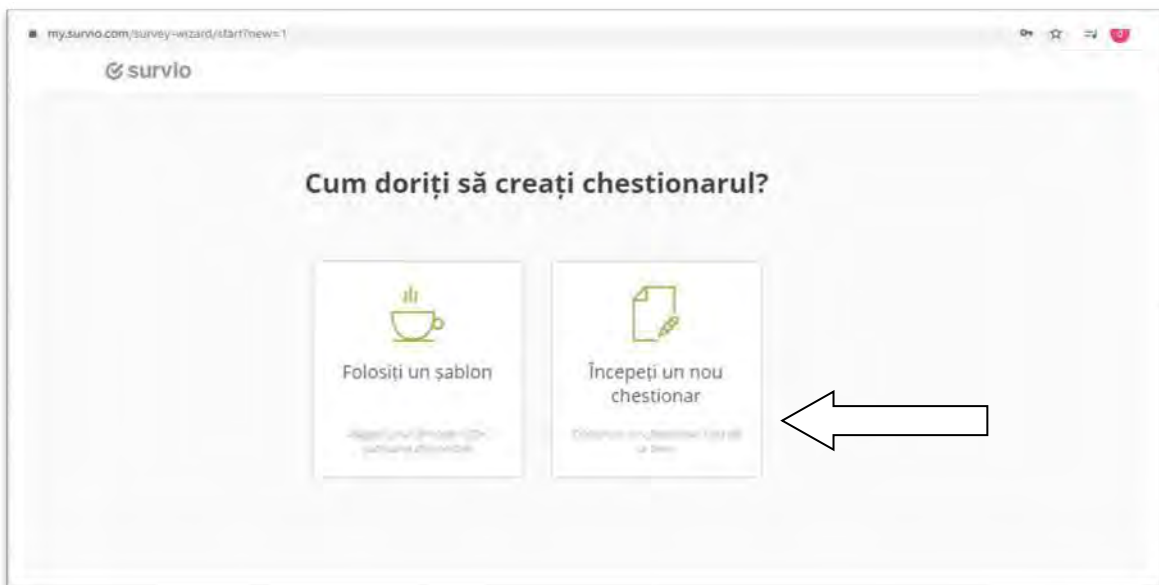 my.survio.com/survey-wizard/start?new=1
survio
Cum doriți să creați chestionarul?
Folosiți un șablon
Începeți un nou
chestionar